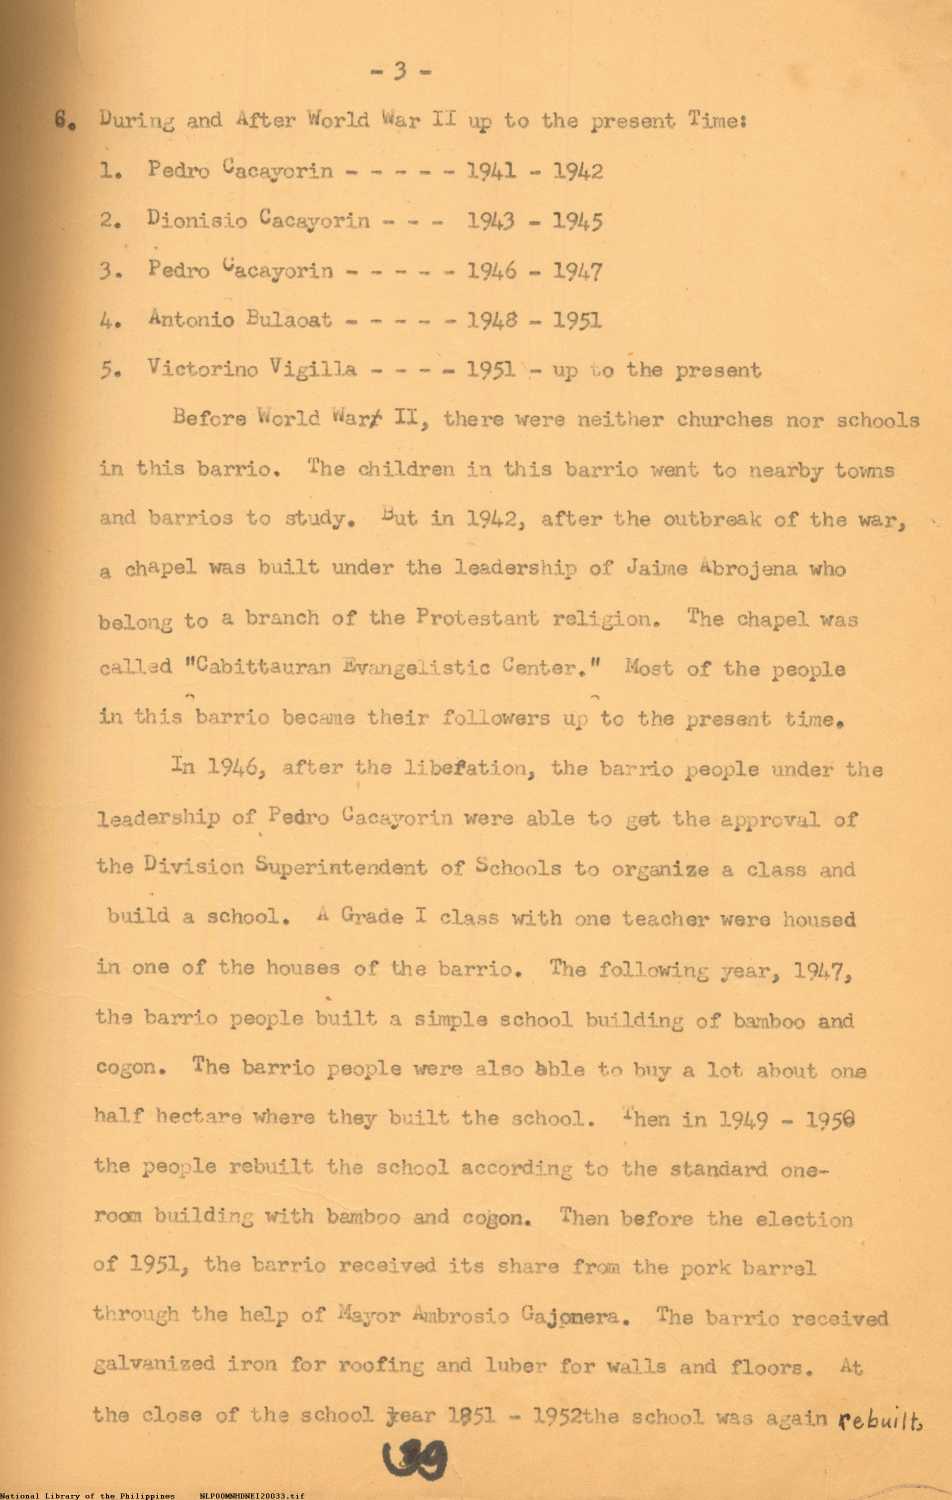 - 3 -
6. During and After World War II up to the present Time:
1. Pedro Cacayorin - - - - - 1941 - 1942
2. Dionisio Cacayorin - - - 1943 - 1945
3. Pedro Cacayorin - - - - - 1946 - 1947
4. Antonio Bulaoat - - - - - 1948 - 1951
5. Victorino Vigilla - - - - 1951 - up to the present
Before World War II, there were neither churches nor schools
in this barrio. The children in this barrio went to nearby towns
and barrios to study. But in 1942, after the outbreak of the war,
a chapel was built under the leadership of Jaime Abrojena who
belong to a branch of the Protestant religion. The chapel was
called "Cabittauran Evangelistic Center." Most of the people
in this barrio became their followers up to the present time.
In 1946, after the liberation, the barrio people under the
leadership of Pedro Cacayorin were able to get the approval of
the Division Superintendent of Schools to organize a class and
build a school. A Grade I class with one teacher were housed
in one of the houses of the barrio. The following year, 1947,
the barrio people built a simple school building of bamboo and
cogon. The barrio people were also able to buy a lot about one
half hectare where they built the school. Then in 1949 - 1950
the people rebuilt the school according to the standard one-
room building with bamboo and cogon. Then before the election
of 1951, the barrio received its share from the pork barrel
through the help of Mayor Ambrosio Gajomera. The barrio received
galvanized iron for roofing and luber for walls and floors. At
the close of the school year 1951 - 1952the school was again rebuilt,
39
National Library of the Philippines NLP00MNHDNEI20033.tif